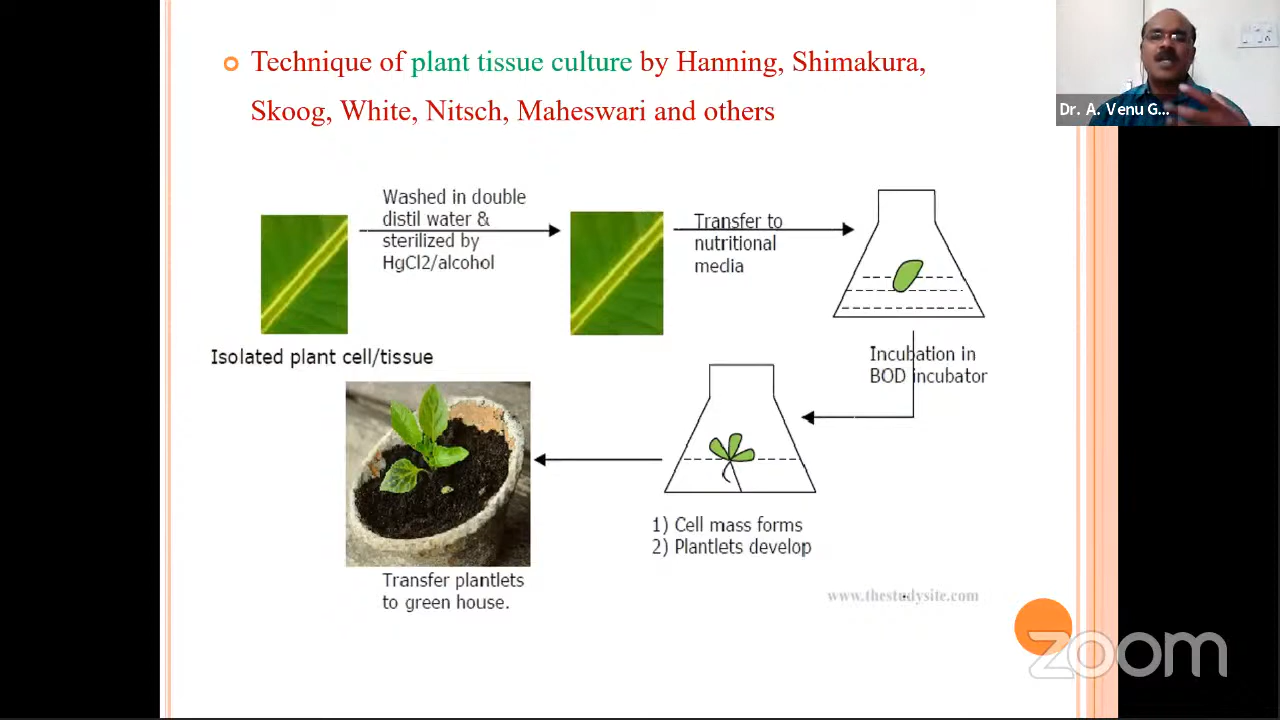 Technique of plant tissue culture by Hanning, Shimakura,
Skoog, White, Nitsch, Maheswari and others
Dr. A. Venu G...
Washed in double
distil water &
sterilized by
HgCl2/alcohol
Transfer to
nutritional
media
Isolated plant cell/tissue
Incubation in
BOD incubator
1) Cell mass forms
2) Plantlets develop
Transfer plantlets
to green house.
www.thestudysite.com
zoom